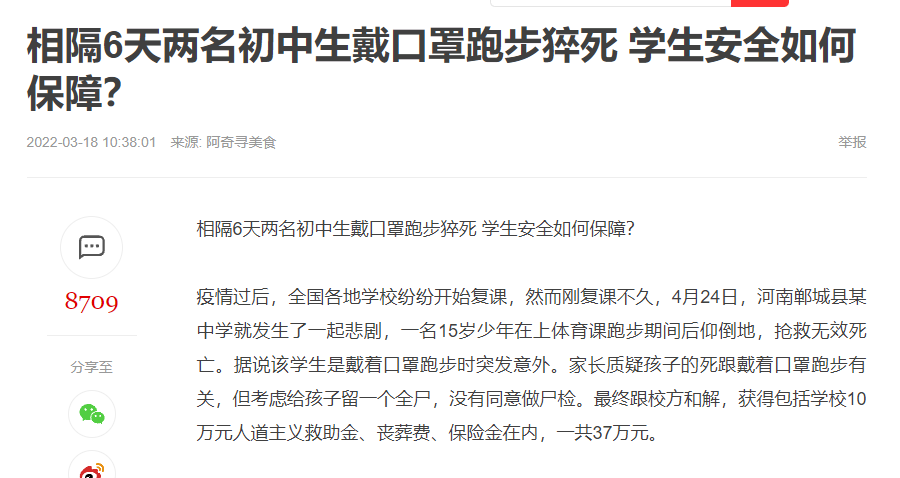 相隔6天两名初中生戴口罩跑步猝死 学生安全如何
保障？
2022-03-18 10:38:01 来源: 阿奇寻美食
举报
相隔6天两名初中生戴口罩跑步猝死 学生安全如何保障？
8709
分享至
疫情过后，全国各地学校纷纷开始复课，然而刚复课不久，4月24日，河南郸城县某
中学就发生了一起悲剧，一名15岁少年在上体育课跑步期间后仰倒地，抢救无效死
亡。据说该学生是戴着口罩跑步时突发意外。家长质疑孩子的死跟戴着口罩跑步有
关，但考虑给孩子留一个全尸，没有同意做尸检。最终跟校方和解，获得包括学校10
万元人道主义救助金、丧葬费、保险金在内，一共37万元。